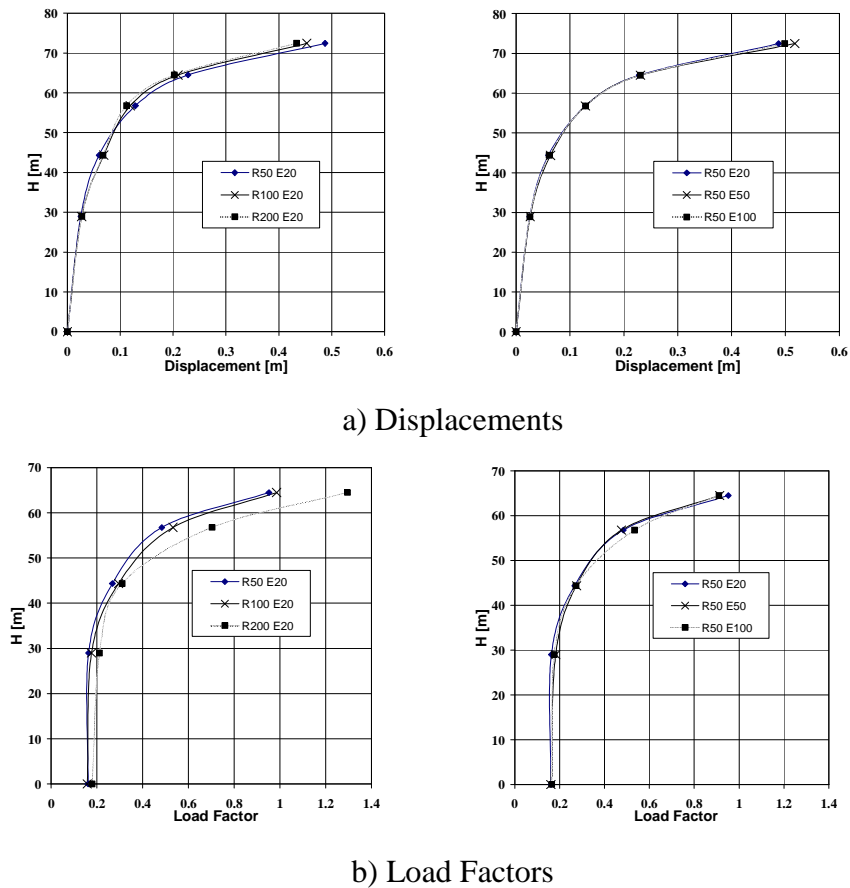 80
70
60
50
40
30
20
10
0
H [m]
R50 E20
R100 E20
R200 E20
0 0.1 0.2 0.3 0.4 0.5 0.6
Displacement [m]
80
70
60
50
40
30
20
10
0
H [m]
R50 E20
R50 E50
R50 E100
0 0.1 0.2 0.3 0.4 0.5 0.6
Displacement [m]
a) Displacements
70
60
50
40
30
20
10
0
H [m]
R50 E20
R100 E20
R200 E20
0 0.2 0.4 0.6 0.8 1 1.2 1.4
Load Factor
70
60
50
40
30
20
10
0
H [m]
R50 E20
R50 E50
R50 E100
0 0.2 0.4 0.6 0.8 1 1.2 1.4
Load Factor
b) Load Factors